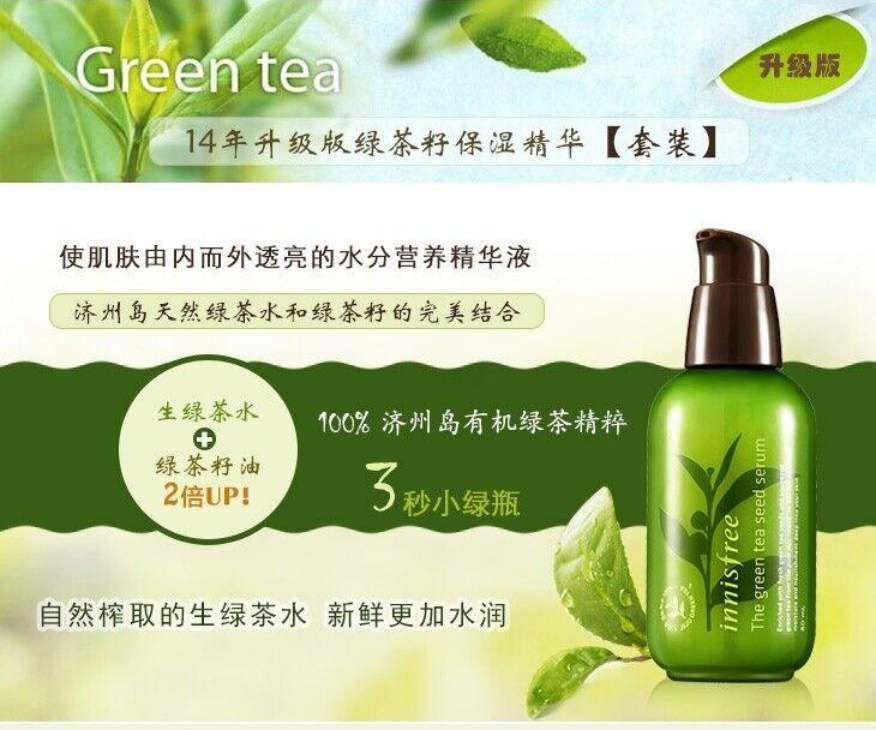 Green tea
升级版
14年升级版绿茶籽保湿精华【套装】
使肌肤由内而外透亮的水分营养精华液
济州岛天然绿茶水和绿茶籽的完美结合
生绿茶水
+
绿茶籽油
2倍UP!
100% 济州岛有机绿茶精粹
3秒小绿瓶
自然榨取的生绿茶水 新鲜更加水润
innisfree
The green tea seed serum
80 mL